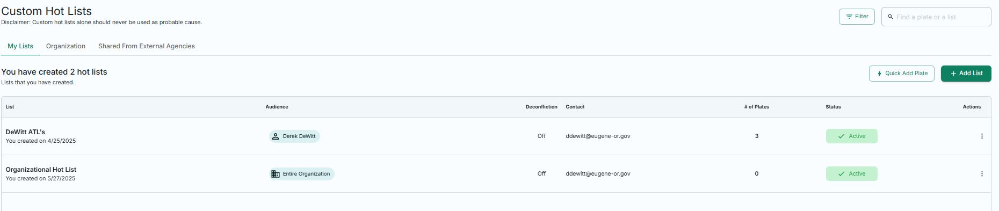 Custom Hot Lists
Disclaimer: Custom hot lists alone should never be used as probable cause.
Filter
Find a plate or a list
My Lists Organization Shared From External Agencies
You have created 2 hot lists
Lists that you have created.
Quick Add Plate
+ Add List
List Audience Deconfliction Contact # of Plates Status Actions
DeWitt ATL's
You created on 4/25/2025
Derek DeWitt Off ddewitt@eugene-or.gov 3 Active
Organizational Hot List
You created on 5/27/2025
Entire Organization Off ddewitt@eugene-or.gov 0 Active